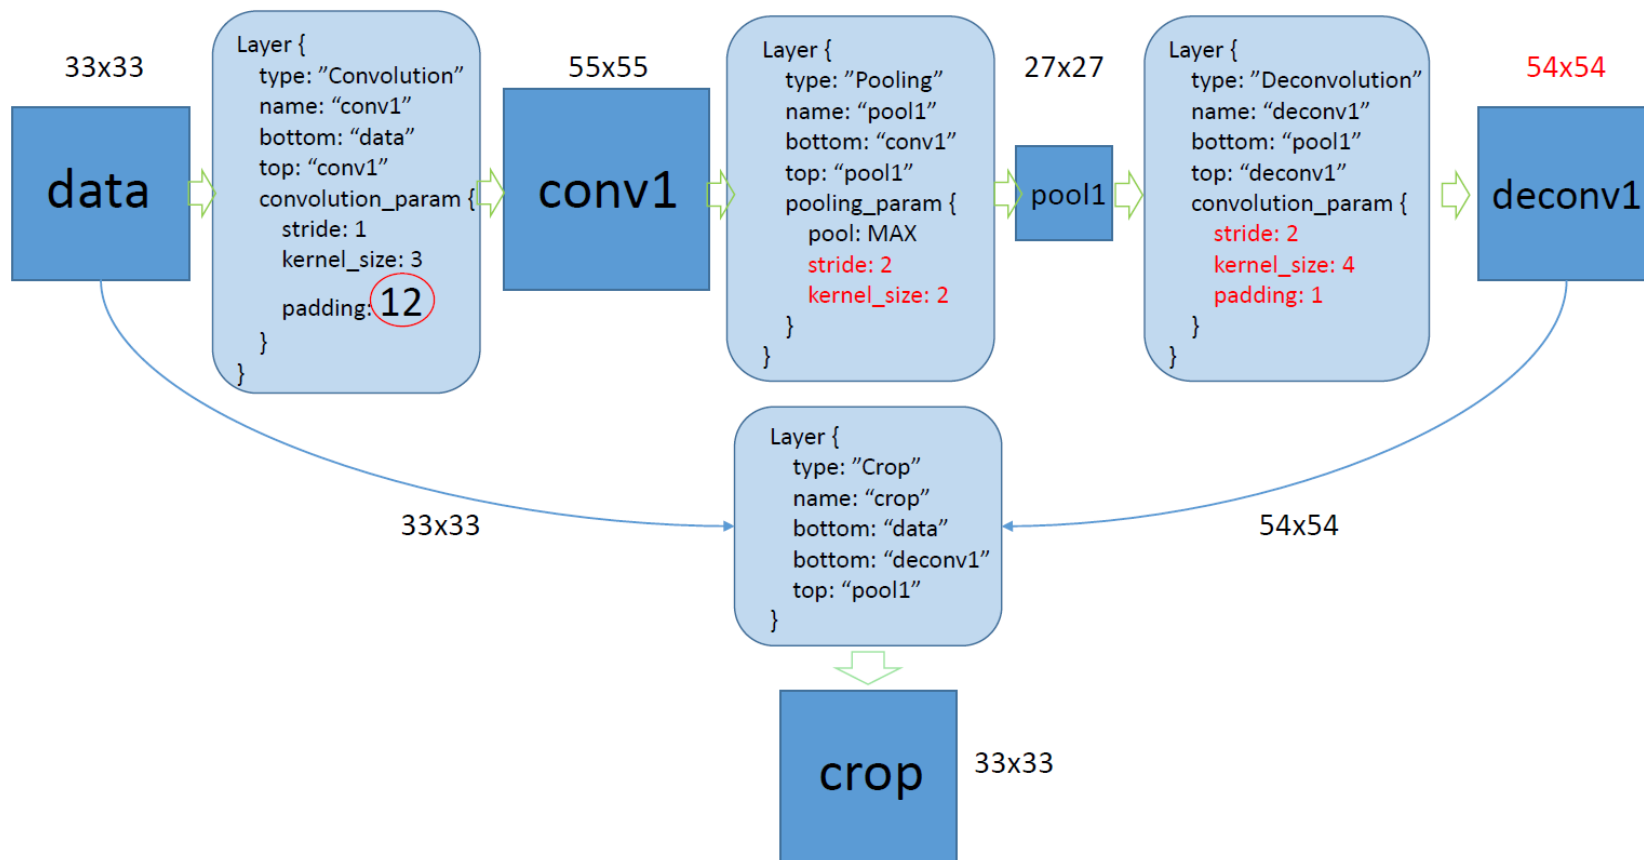 33x33
data
Layer {
type: ”Convolution”
name: “conv1”
bottom: “data”
top: “conv1”
convolution_param {
stride: 1
kernel_size: 3
padding: 12
}
}
55x55
conv1
Layer {
type: ”Pooling”
name: “pool1”
bottom: “conv1”
top: “pool1”
pooling_param {
pool: MAX
stride: 2
kernel_size: 2
}
}
27x27
pool1
Layer {
type: ”Deconvolution”
name: “deconv1”
bottom: “pool1”
top: “deconv1”
convolution_param {
stride: 2
kernel_size: 4
padding: 1
}
}
54x54
deconv1
33x33
Layer {
type: ”Crop”
name: “crop”
bottom: “data”
bottom: “deconv1”
top: “pool1”
}
54x54
crop
33x33